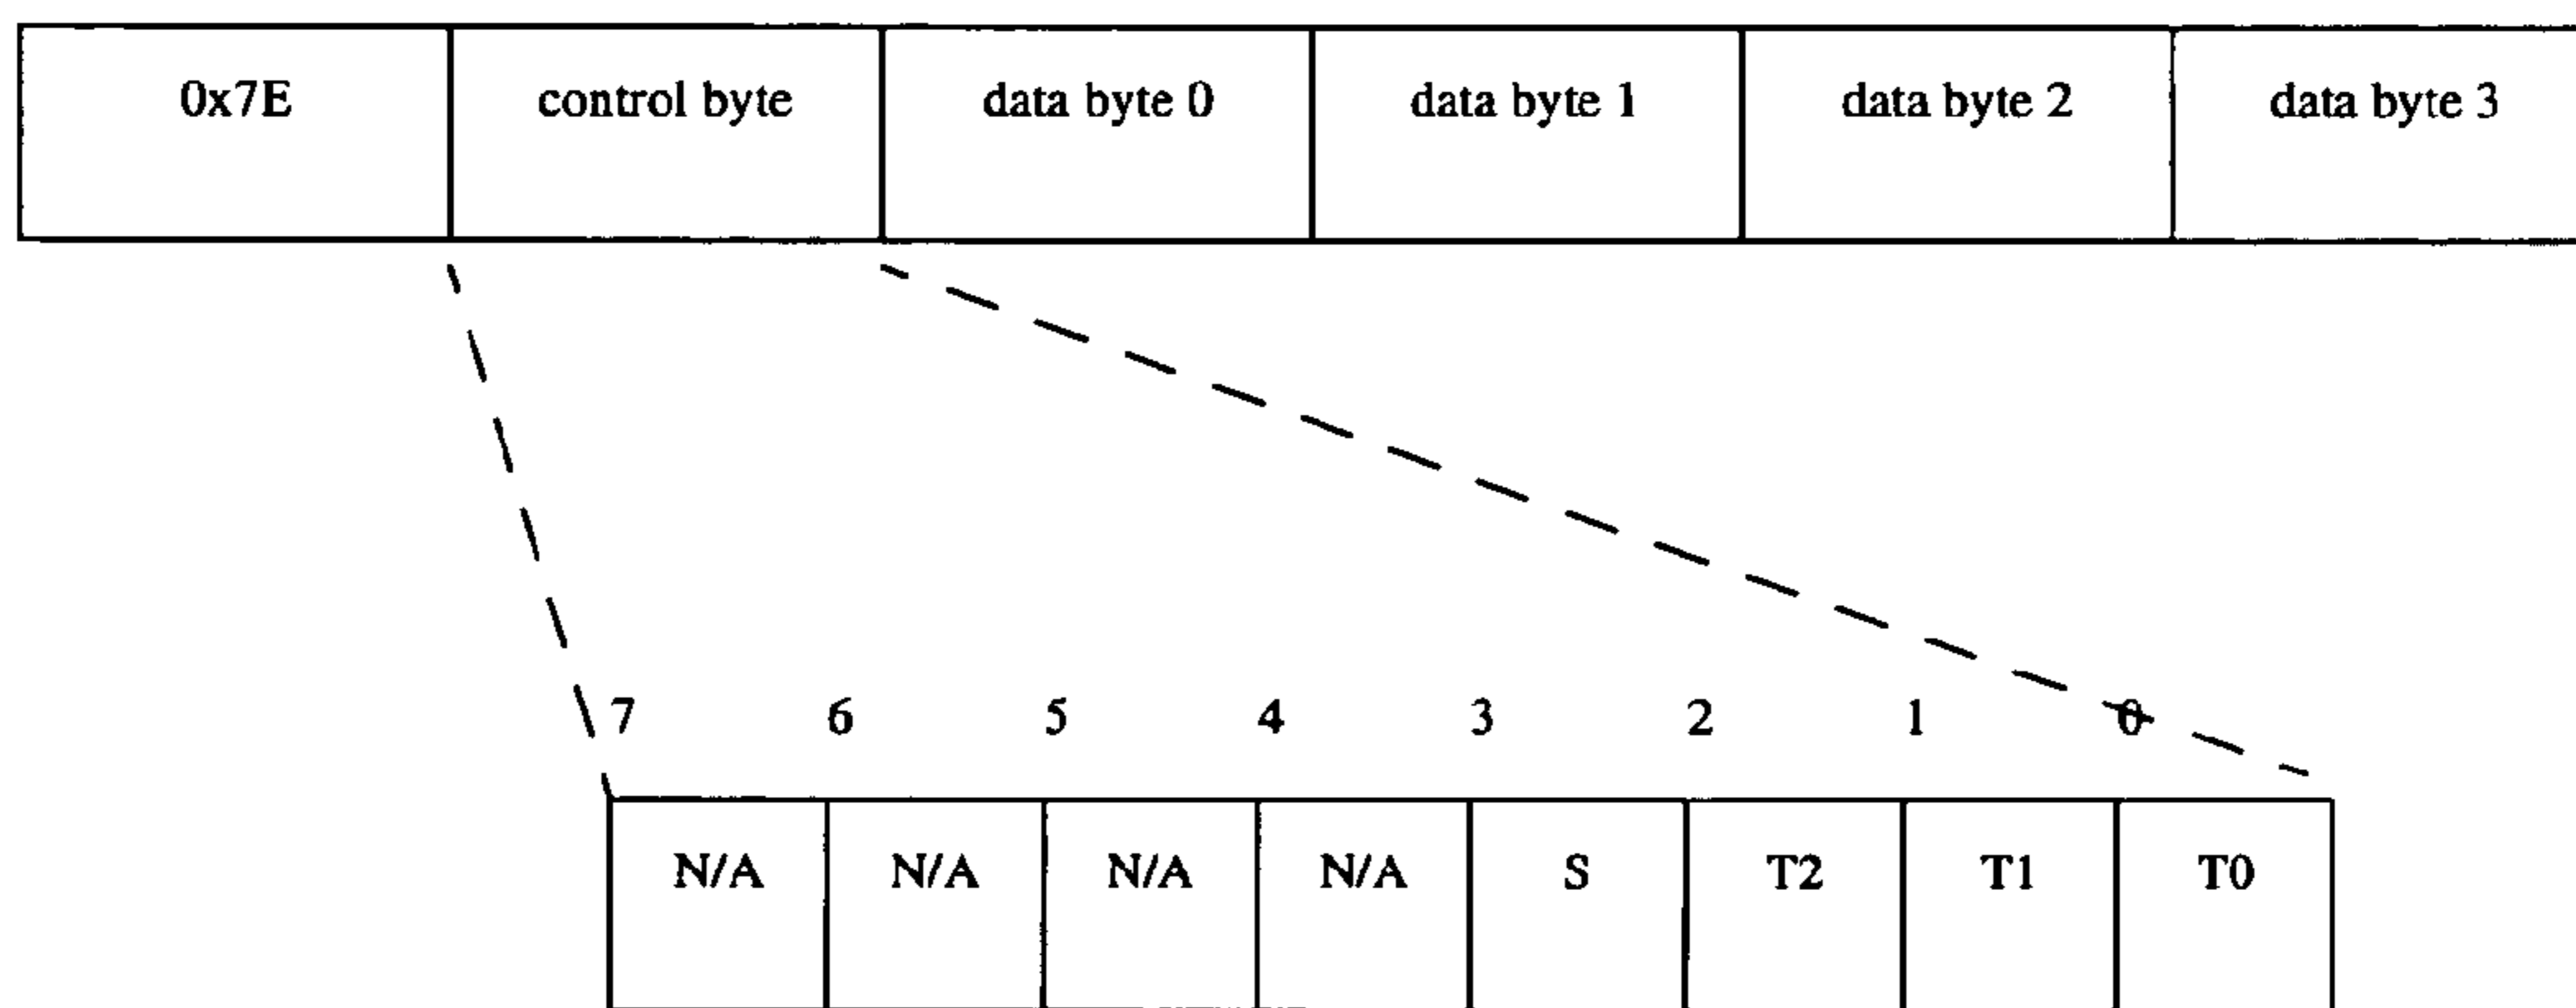 0x7E control byte data byte 0 data byte 1 data byte 2 data byte 3
7 6 5 4 3 2 1 0
N/A N/A N/A N/A S T2 T1 T0